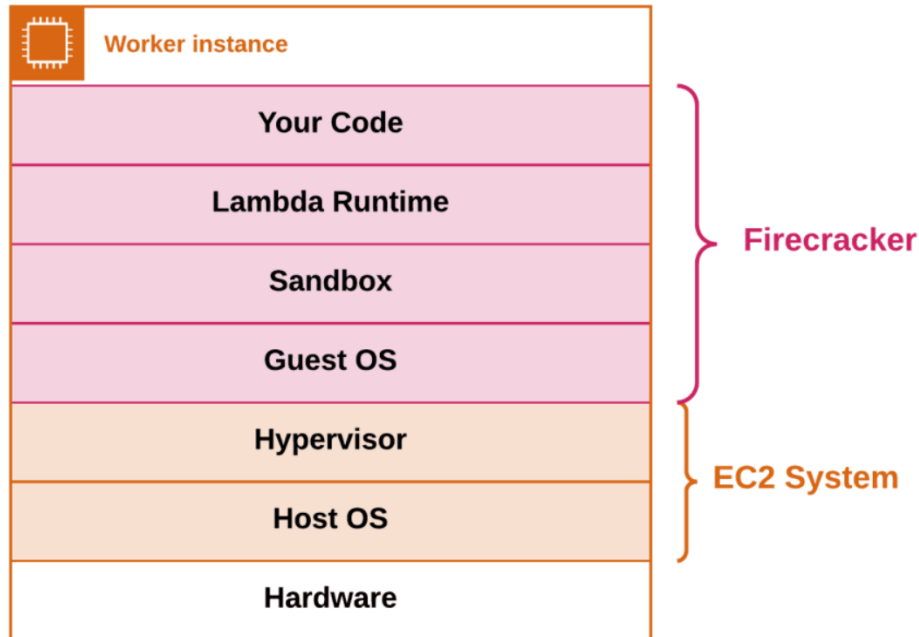 Worker instance
Your Code
Lambda Runtime
Sandbox
Guest OS
Hypervisor
Host OS
Hardware
Firecracker
EC2 System